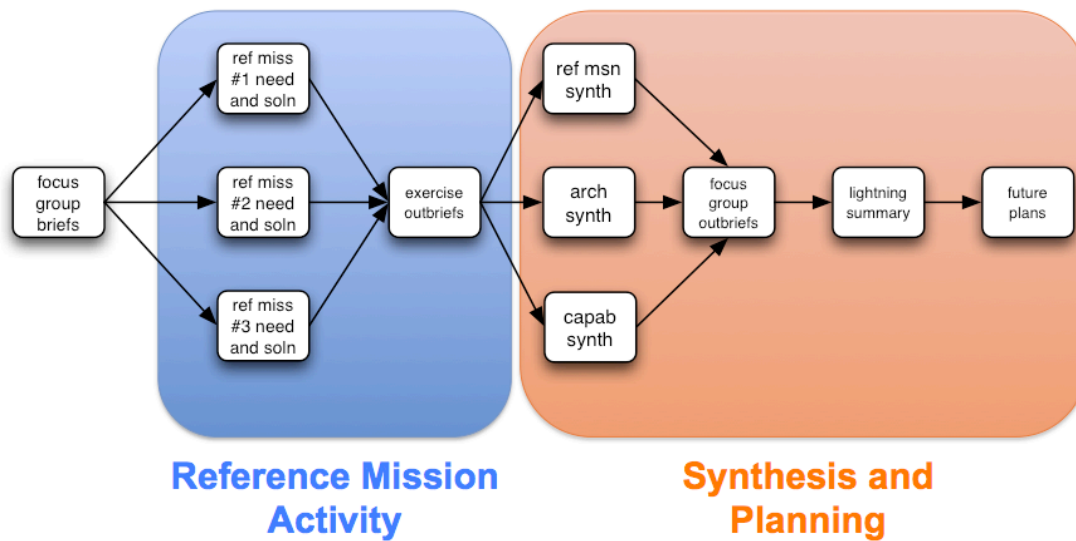 focus
group
briefs
ref miss
#1 need
and soln
ref miss
#2 need
and soln
ref miss
#3 need
and soln
exercise
outbriefs
ref msn
synth
arch
synth
capab
synth
focus
group
outbriefs
lightning
summary
future
plans
Reference Mission
Activity
Synthesis and
Planning